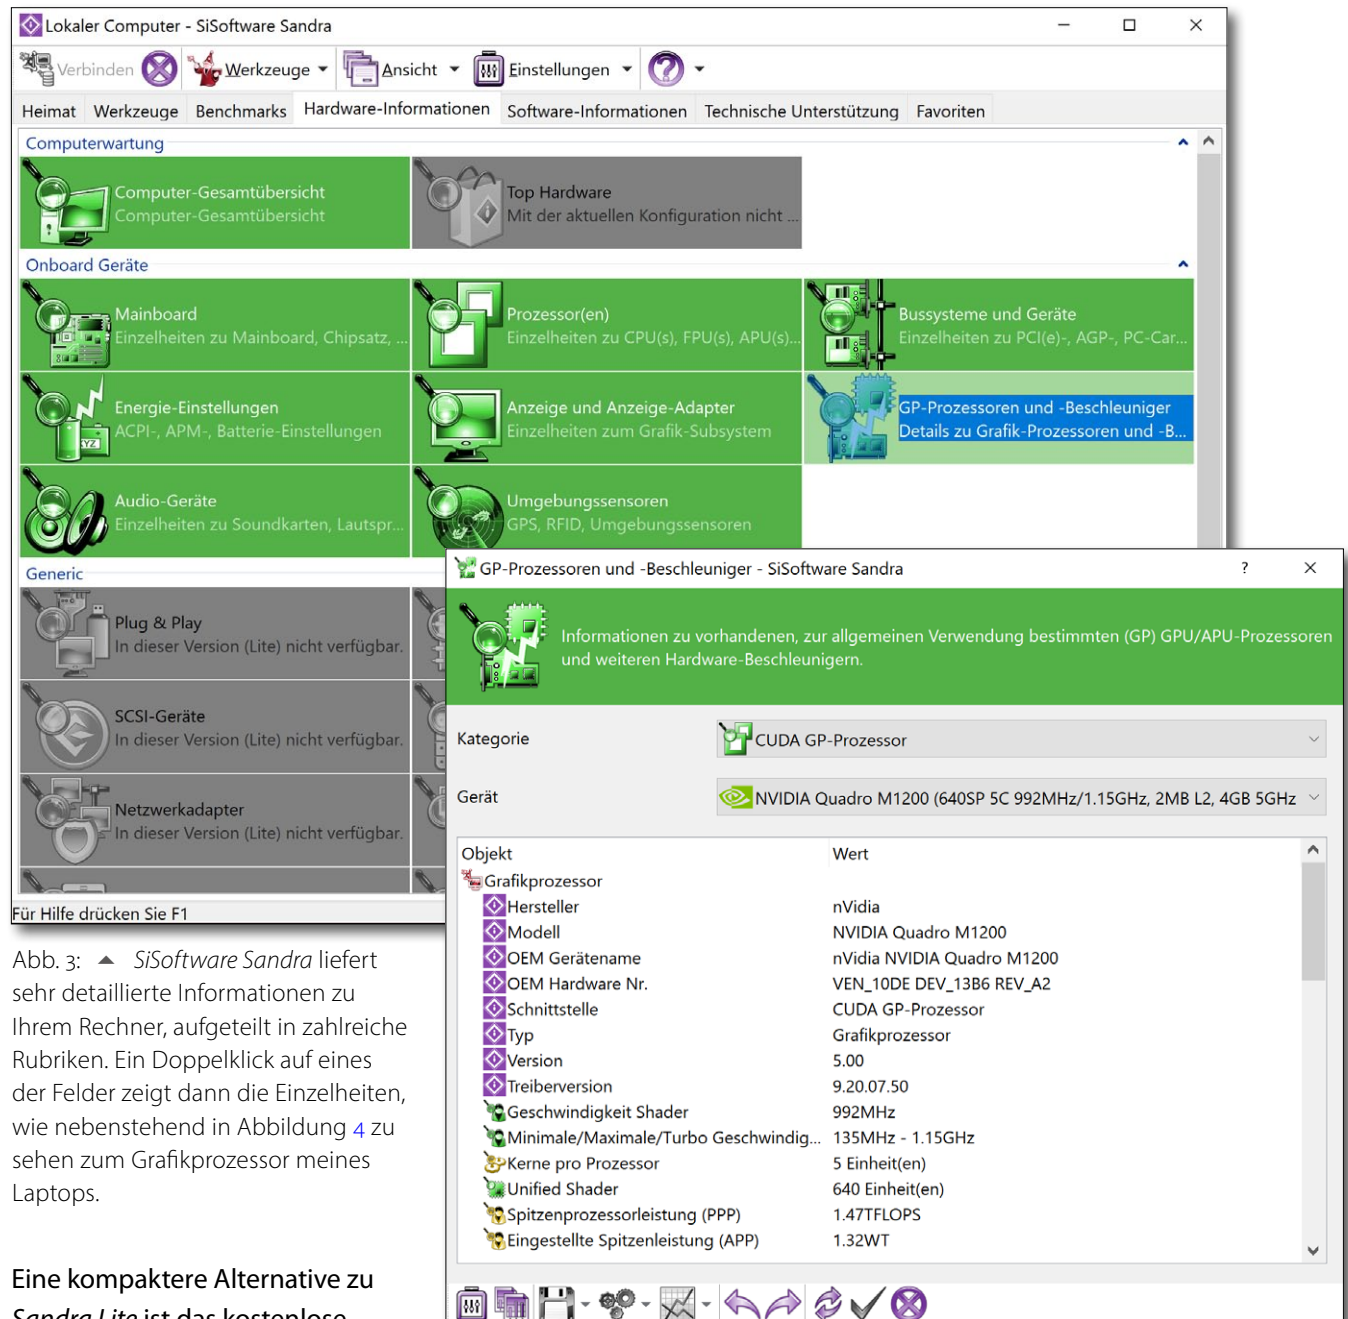 Lokaler Computer - SiSoftware Sandra
Verbinden Werkzeuge Ansicht Einstellungen
Heimat Werkzeuge Benchmarks Hardware-Informationen Software-Informationen Technische Unterstützung Favoriten
Computerwartung
Computer-Gesamtübersicht
Computer-Gesamtübersicht
Top Hardware
Mit der aktuellen Konfiguration nicht ...
Onboard Geräte
Mainboard
Einzelheiten zu Mainboard, Chipsatz, ...
Prozessor(en)
Einzelheiten zu CPU(s), FPU(s), APU(s)...
Bussysteme und Geräte
Einzelheiten zu PCI(e)-, AGP-, PC-Car...
Energie-Einstellungen
ACPI-, APM-, Batterie-Einstellungen
Anzeige und Anzeige-Adapter
Einzelheiten zum Grafik-Subsystem
GP-Prozessoren und -Beschleuniger
Details zu Grafik-Prozessoren und -B...
Audio-Geräte
Einzelheiten zu Soundkarten, Lautspr...
Umgebungssensoren
GPS, RFID, Umgebungssensoren
Generic
Plug & Play
In dieser Version (Lite) nicht verfügbar.
SCSI-Geräte
In dieser Version (Lite) nicht verfügbar.
Netzwerkadapter
In dieser Version (Lite) nicht verfügbar.
Für Hilfe drücken Sie F1
GP-Prozessoren und -Beschleuniger - SiSoftware Sandra
Informationen zu vorhandenen, zur allgemeinen Verwendung bestimmten (GP) GPU/APU-Prozessoren
und weiteren Hardware-Beschleunigern.
Kategorie CUDA GP-Prozessor
Gerät NVIDIA Quadro M1200 (640SP 5C 992MHz/1.15GHz, 2MB L2, 4GB 5GHz
Objekt Wert
Grafikprozessor
Hersteller nVidia
Modell NVIDIA Quadro M1200
OEM Gerätename nVidia NVIDIA Quadro M1200
OEM Hardware Nr. VEN_10DE DEV_13B6 REV_A2
Schnittstelle CUDA GP-Prozessor
Typ Grafikprozessor
Version 5.00
Treiberversion 9.20.07.50
Geschwindigkeit Shader 992MHz
Minimale/Maximale/Turbo Geschwindig... 135MHz - 1.15GHz
Kerne pro Prozessor 5 Einheit(en)
Unified Shader 640 Einheit(en)
Spitzenprozessorleistung (PPP) 1.47TFLOPS
Eingestellte Spitzenleistung (APP) 1.32WT
Abb. 3: ▲ SiSoftware Sandra liefert
sehr detaillierte Informationen zu
Ihrem Rechner, aufgeteilt in zahlreiche
Rubriken. Ein Doppelklick auf eines
der Felder zeigt dann die Einzelheiten,
wie nebenstehend in Abbildung 4 zu
sehen zum Grafikprozessor meines
Laptops.
Eine kompaktere Alternative zu
Sandra Lite ist das kostenlose